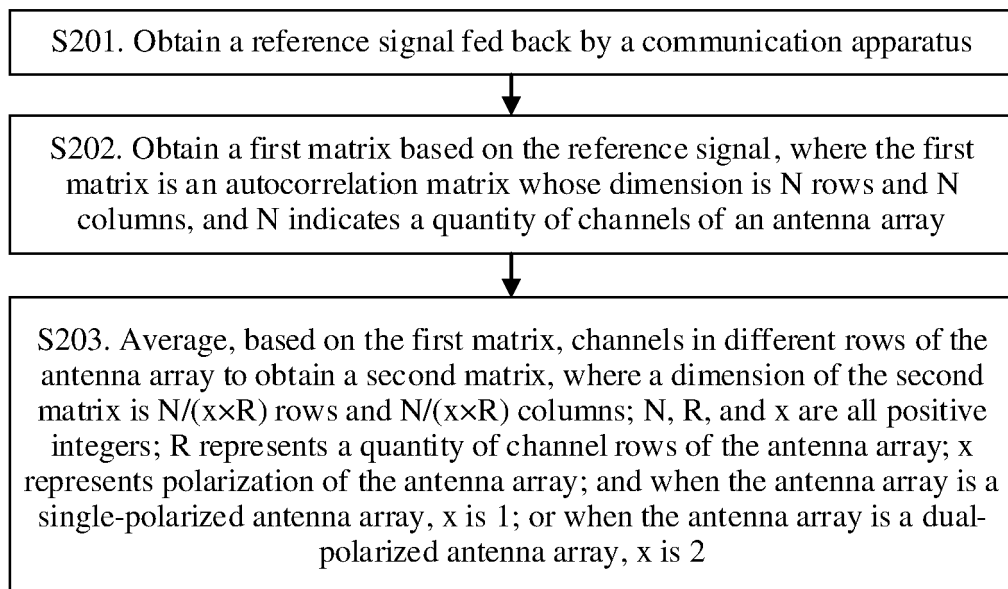 S201. Obtain a reference signal fed back by a communication apparatus
S202. Obtain a first matrix based on the reference signal, where the first
matrix is an autocorrelation matrix whose dimension is N rows and N
columns, and N indicates a quantity of channels of an antenna array
S203. Average, based on the first matrix, channels in different rows of the
antenna array to obtain a second matrix, where a dimension of the second
matrix is N/(x×R) rows and N/(x×R) columns; N, R, and x are all positive
integers; R represents a quantity of channel rows of the antenna array; x
represents polarization of the antenna array; and when the antenna array is a
single-polarized antenna array, x is 1; or when the antenna array is a dual-
polarized antenna array, x is 2